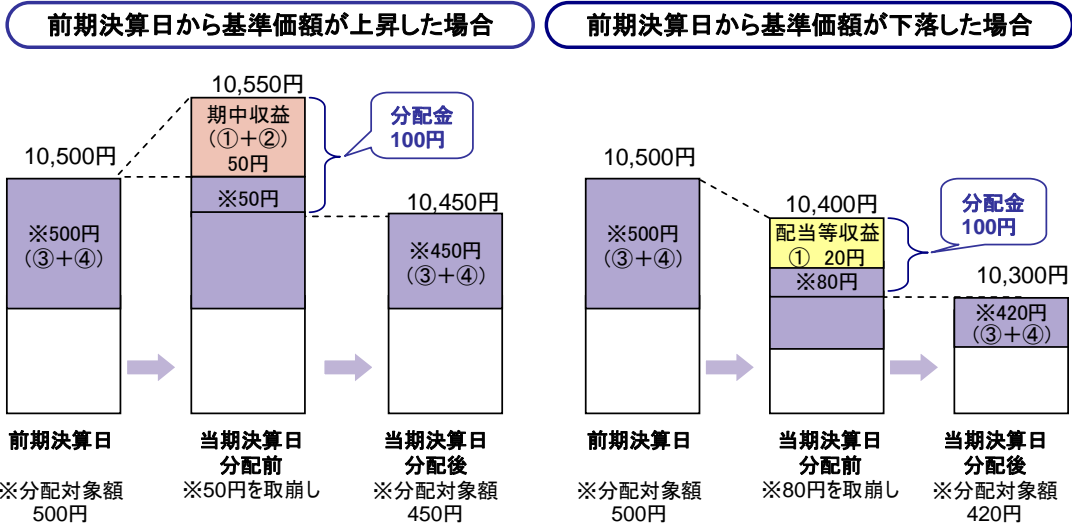 前期決算日から基準価額が上昇した場合
10,550円
期中収益
(①+②)
50円
分配金
100円
10,500円
※50円
10,450円
※500円
(③+④)
※450円
(③+④)
前期決算日
当期決算日
分配前
当期決算日
分配後
※分配対象額
500円
※50円を取崩し
※分配対象額
450円
前期決算日から基準価額が下落した場合
10,500円
10,400円
分配金
100円
※500円
(③+④)
配当等収益
① 20円
※80円
10,300円
※420円
(③+④)
前期決算日
当期決算日
分配前
当期決算日
分配後
※分配対象額
500円
※80円を取崩し
※分配対象額
420円